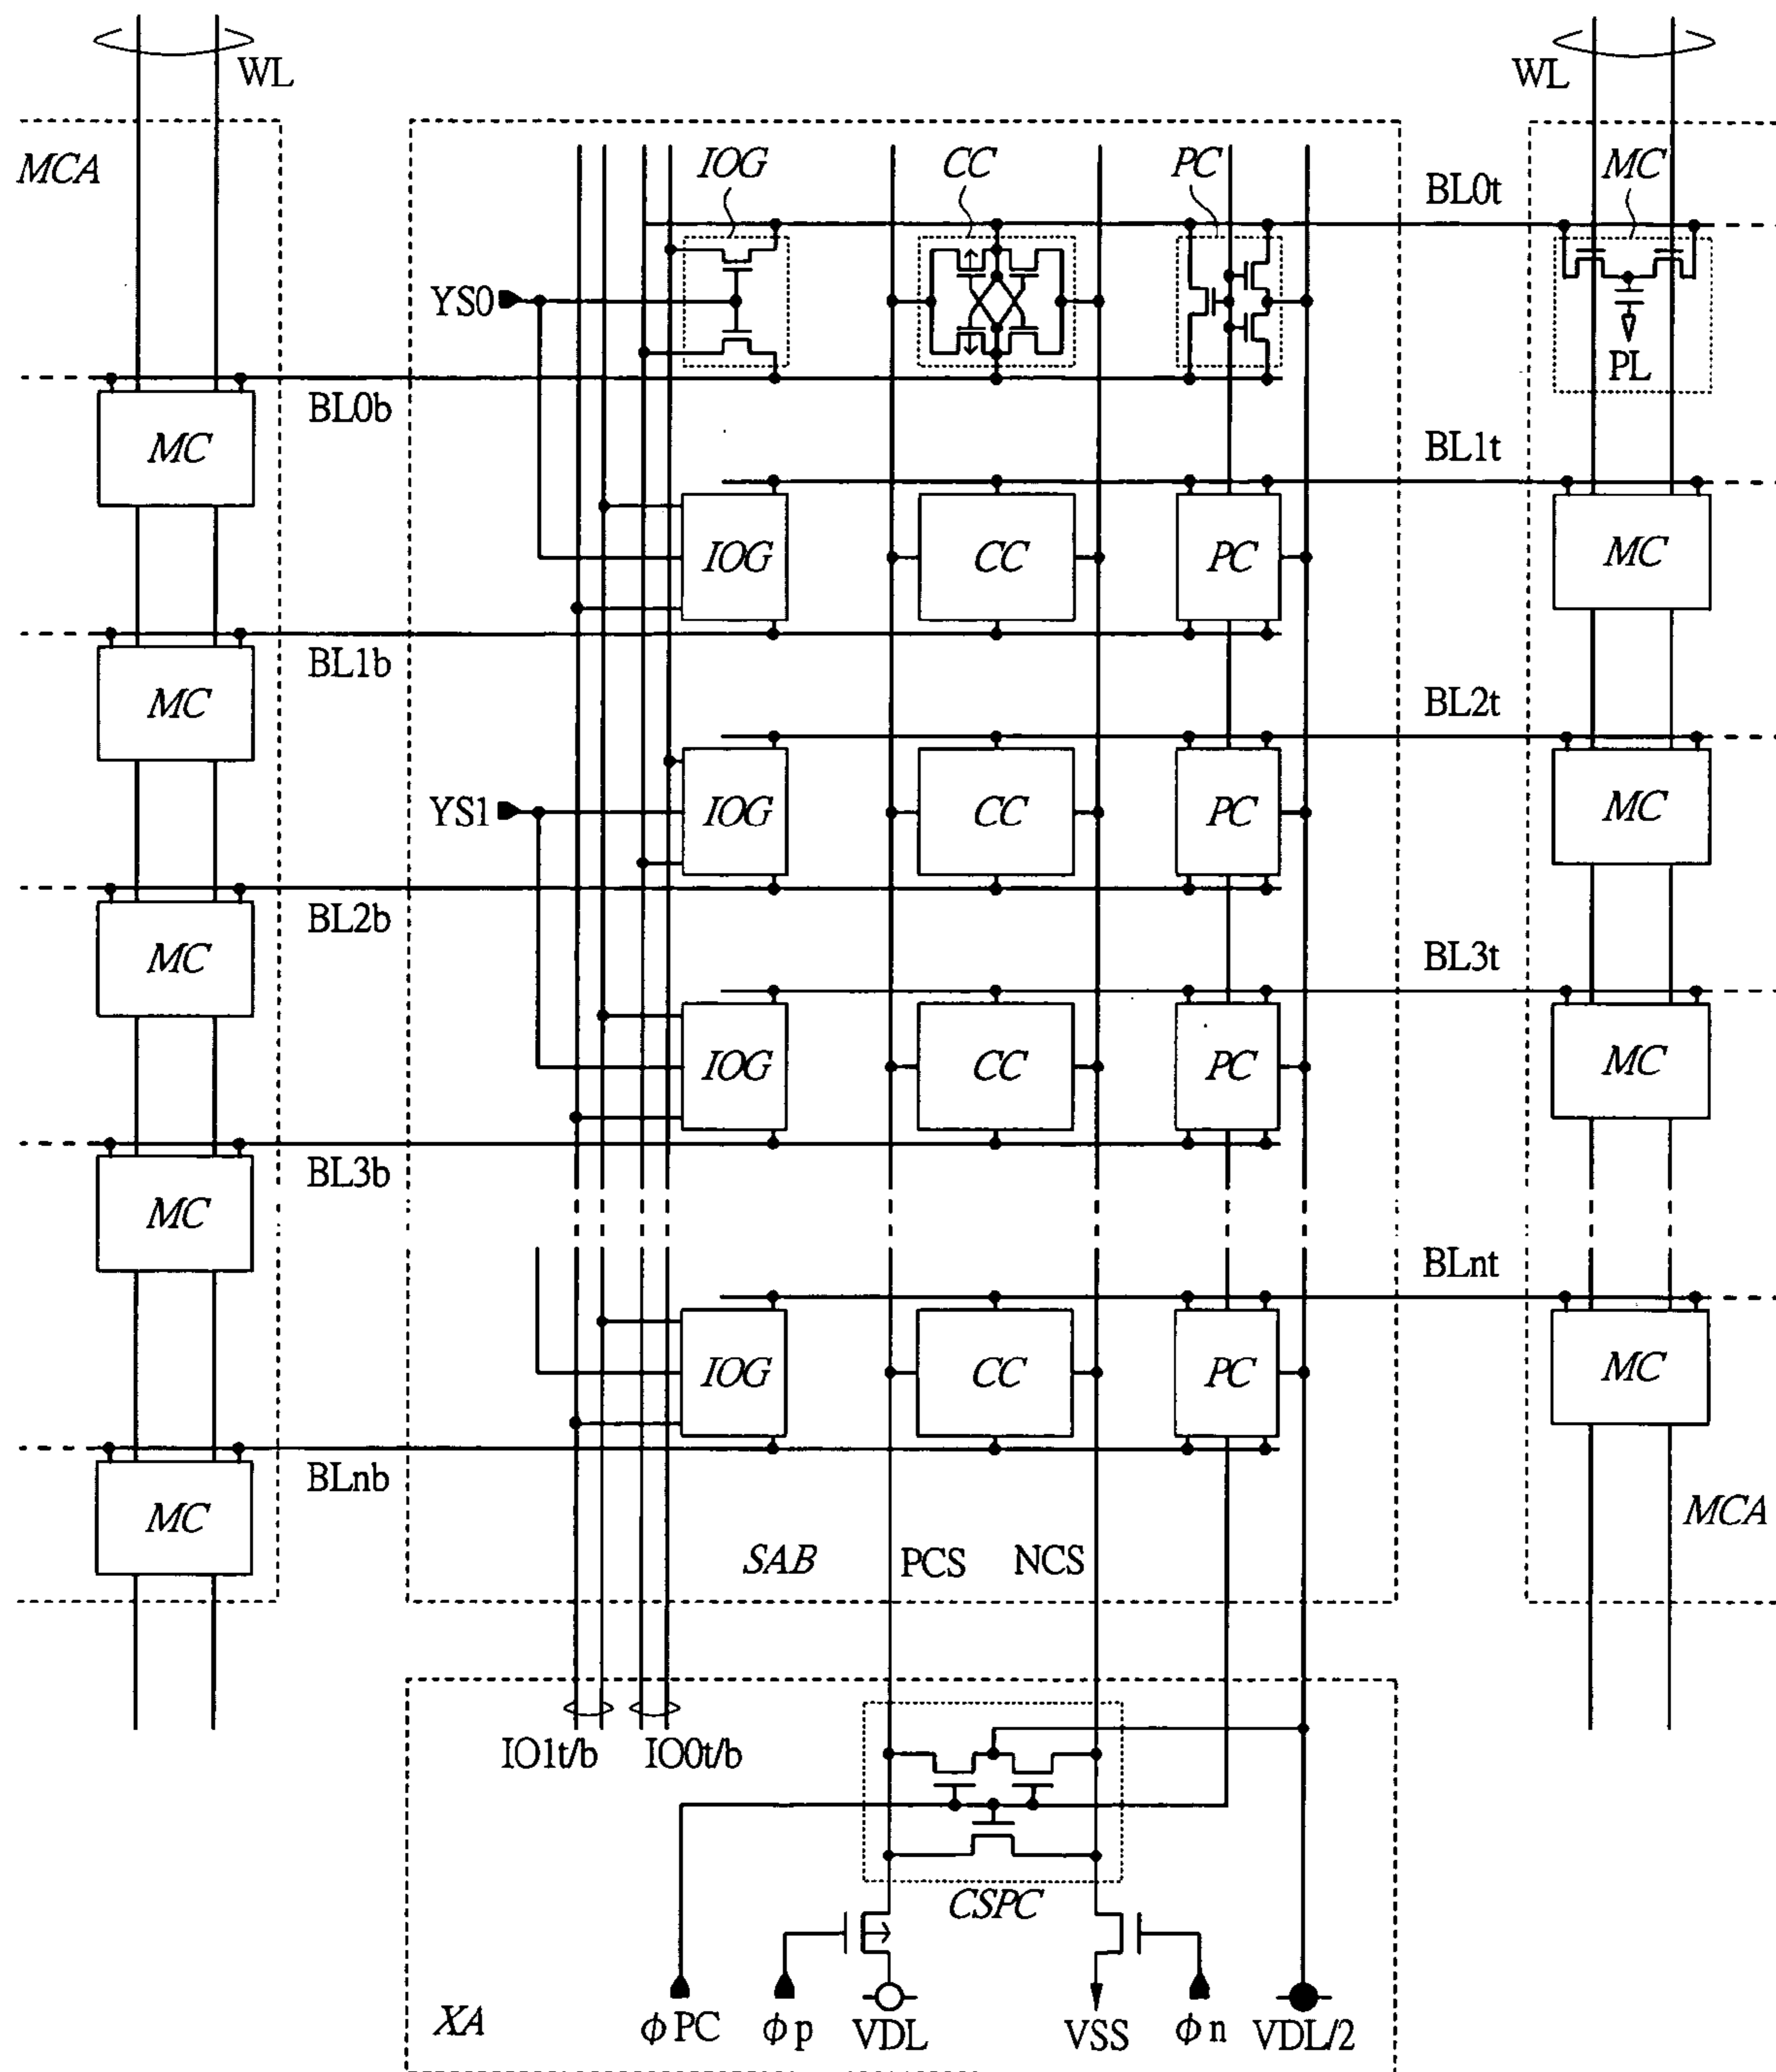 WL
WL
MCA
IOG
CC
PC
MC
BL0t
YS0
PL
BL0b
MC
BL1t
IOG
CC
PC
MC
BL1b
MC
BL2t
YS1
IOG
CC
PC
MC
BL2b
MC
BL3t
IOG
CC
PC
MC
BL3b
MC
BLnt
IOG
CC
PC
MC
BLnb
MC
MCA
SAB
PCS
NCS
IO1t/b
IO0t/b
CSPC
XA
ϕPC
ϕp
VDL
VSS
ϕn
VDL/2